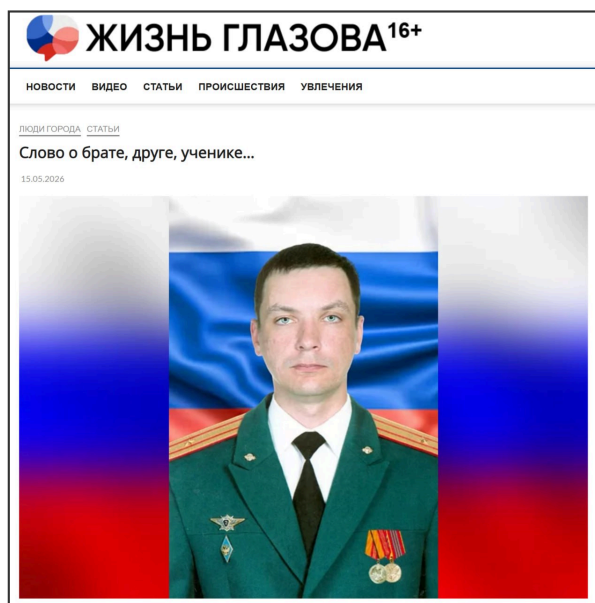 ЖИЗНЬ ГЛАЗОВА16+
НОВОСТИ ВИДЕО СТАТЬИ ПРОИСШЕСТВИЯ УВЛЕЧЕНИЯ
ЛЮДИ ГОРОДА СТАТЬИ
Слово о брате, друге, ученике...
15.05.2026